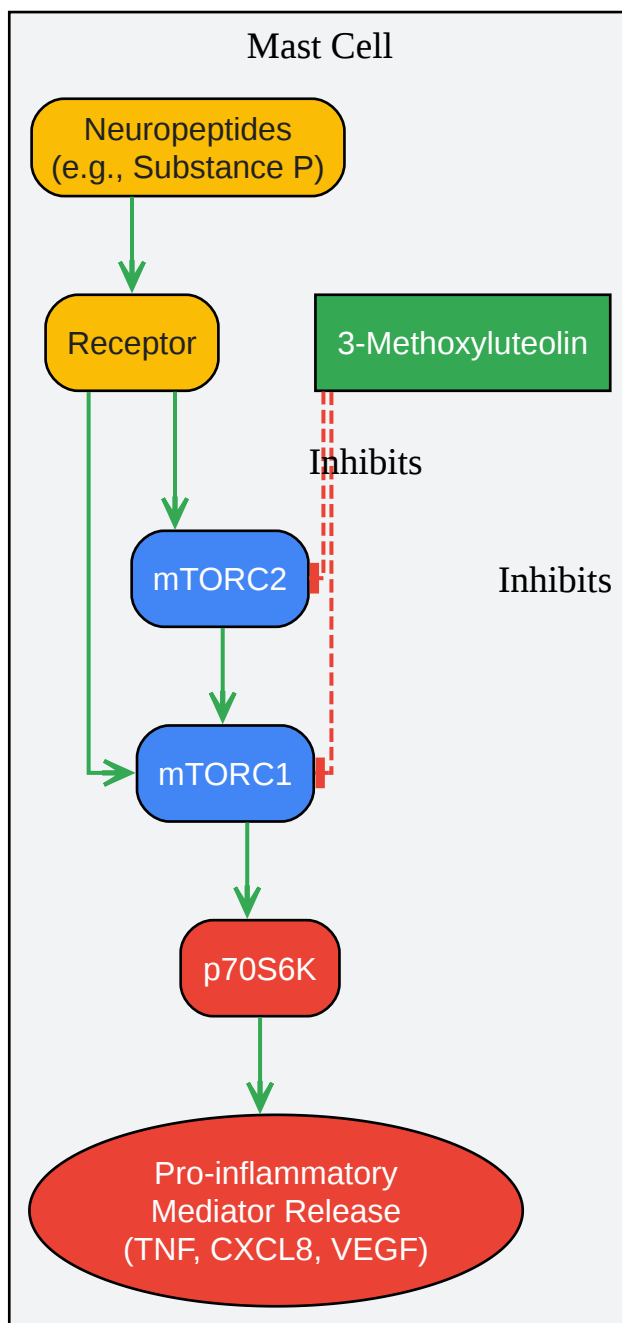 Mast Cell
Neuropeptides
(e.g., Substance P)
Receptor
3-Methoxyluteolin
Inhibits
mTORC2
Inhibits
mTORC1
p70S6K
Pro-inflammatory
Mediator Release
(TNF, CXCL8, VEGF)